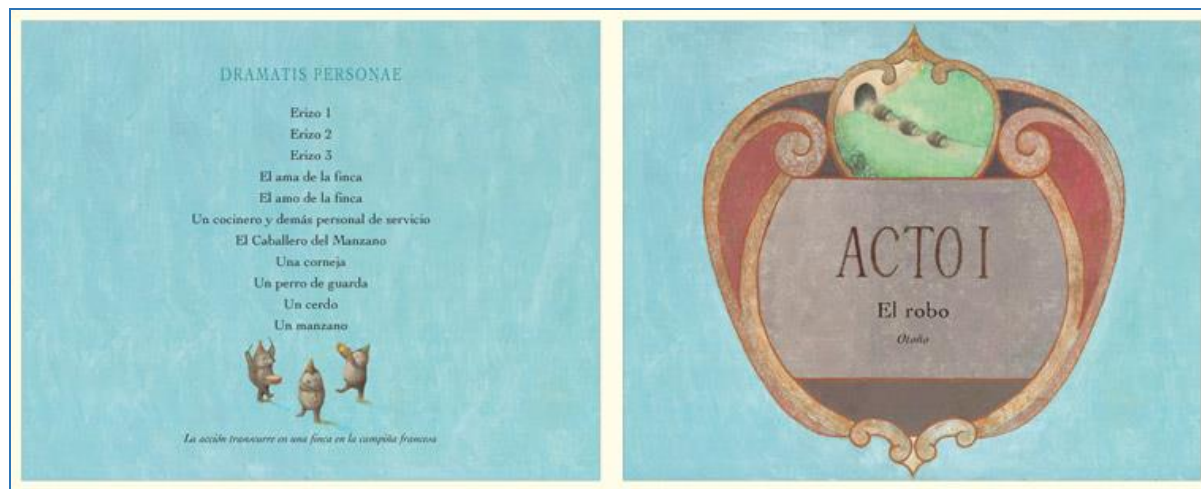 DRAMATIS PERSONAE
Erizo 1
Erizo 2
Erizo 3
El ama de la finca
El amo de la finca
Un cocinero y demás personal de servicio
El Caballero del Manzano
Una corneja
Un perro de guarda
Un cerdo
Un manzano
La acción transcurre en una finca en la campiña francesa
ACTO I
El robo
Otoño